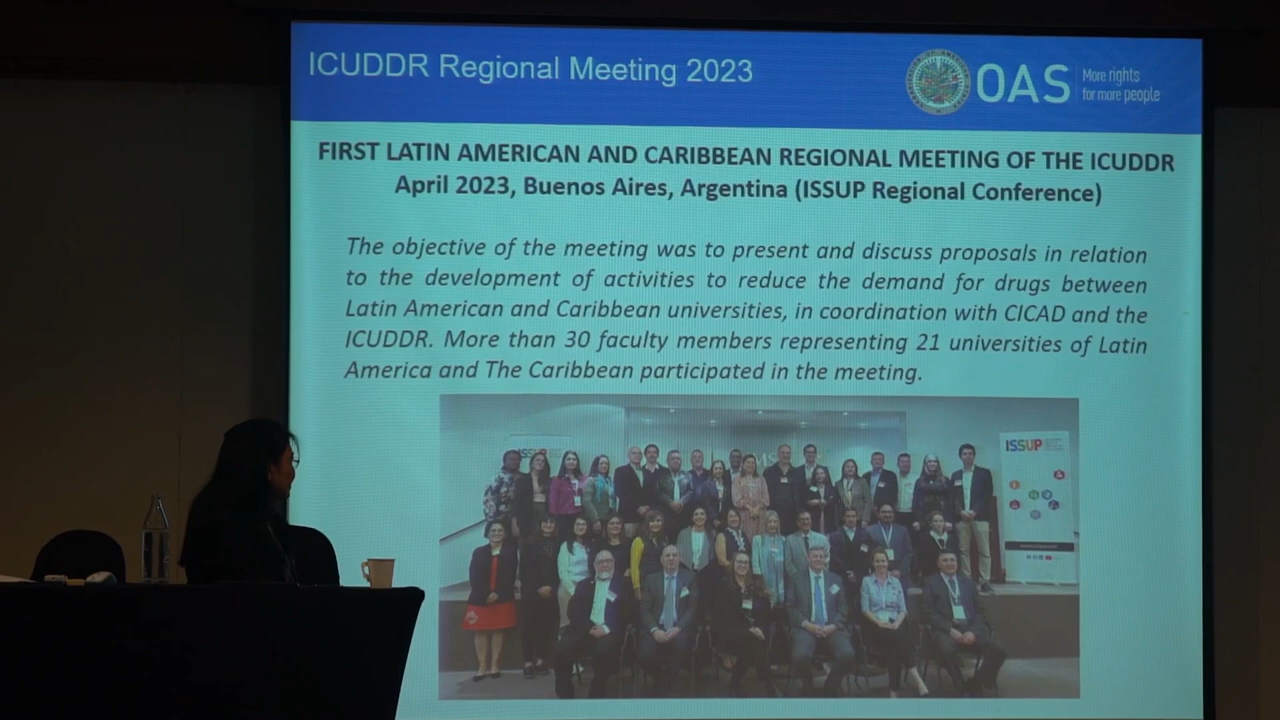 ICUDDR Regional Meeting 2023
OAS
More rights
for more people
FIRST LATIN AMERICAN AND CARIBBEAN REGIONAL MEETING OF THE ICUDDR
April 2023, Buenos Aires, Argentina (ISSUP Regional Conference)
The objective of the meeting was to present and discuss proposals in relation
to the development of activities to reduce the demand for drugs between
Latin American and Caribbean universities, in coordination with CICAD and the
ICUDDR. More than 30 faculty members representing 21 universities of Latin
America and The Caribbean participated in the meeting.
ISSUP
ISSUP